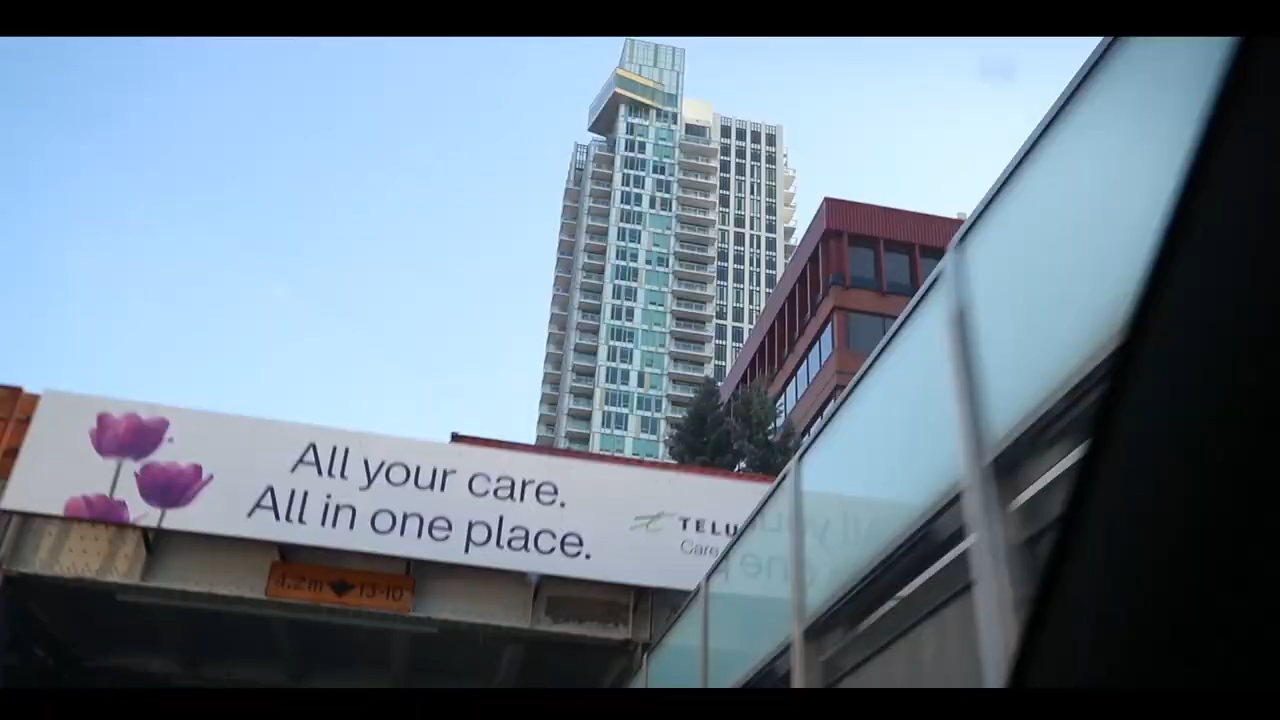 All your care.
All in one place.
TELU
Care
4.2m 13-10